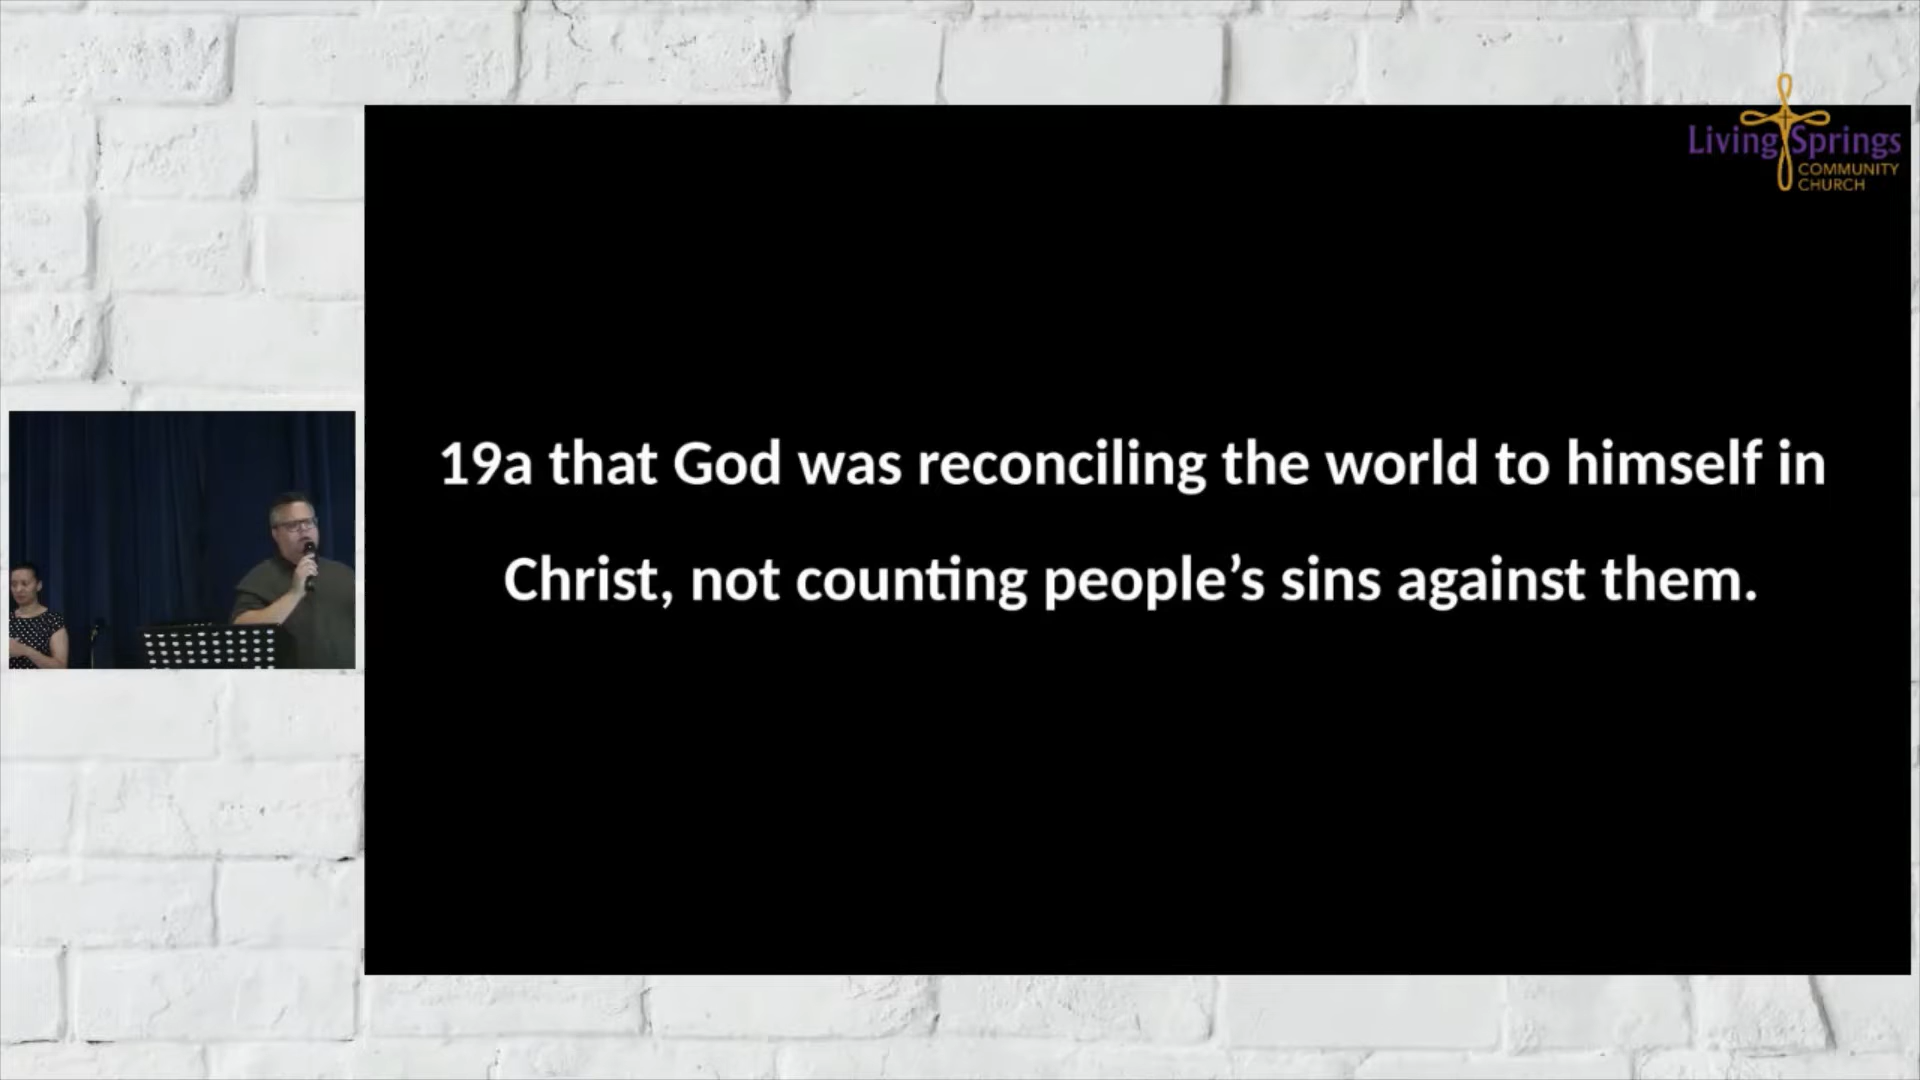 Living Springs
COMMUNITY
CHURCH
19a that God was reconciling the world to himself in
Christ, not counting people’s sins against them.